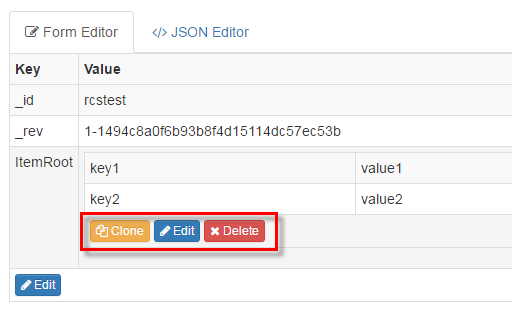 Form Editor JSON Editor
Key Value
_id rcstest
_rev 1-1494c8a0f6b93b8f4d15114dc57ec53b
ItemRoot key1 value1
key2 value2
Clone Edit Delete
Edit